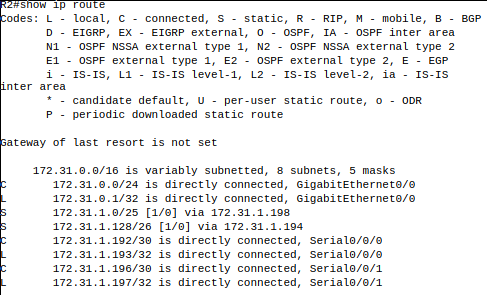 R2#show ip route
Codes: L - local, C - connected, S - static, R - RIP, M - mobile, B - BGP
D - EIGRP, EX - EIGRP external, O - OSPF, IA - OSPF inter area
N1 - OSPF NSSA external type 1, N2 - OSPF NSSA external type 2
E1 - OSPF external type 1, E2 - OSPF external type 2, E - EGP
i - IS-IS, L1 - IS-IS level-1, L2 - IS-IS level-2, ia - IS-IS
inter area
* - candidate default, U - per-user static route, o - ODR
P - periodic downloaded static route
Gateway of last resort is not set
172.31.0.0/16 is variably subnetted, 8 subnets, 5 masks
C 172.31.0.0/24 is directly connected, GigabitEthernet0/0
L 172.31.0.1/32 is directly connected, GigabitEthernet0/0
S 172.31.1.0/25 [1/0] via 172.31.1.198
S 172.31.1.128/26 [1/0] via 172.31.1.194
C 172.31.1.192/30 is directly connected, Serial0/0/0
L 172.31.1.193/32 is directly connected, Serial0/0/0
C 172.31.1.196/30 is directly connected, Serial0/0/1
L 172.31.1.197/32 is directly connected, Serial0/0/1